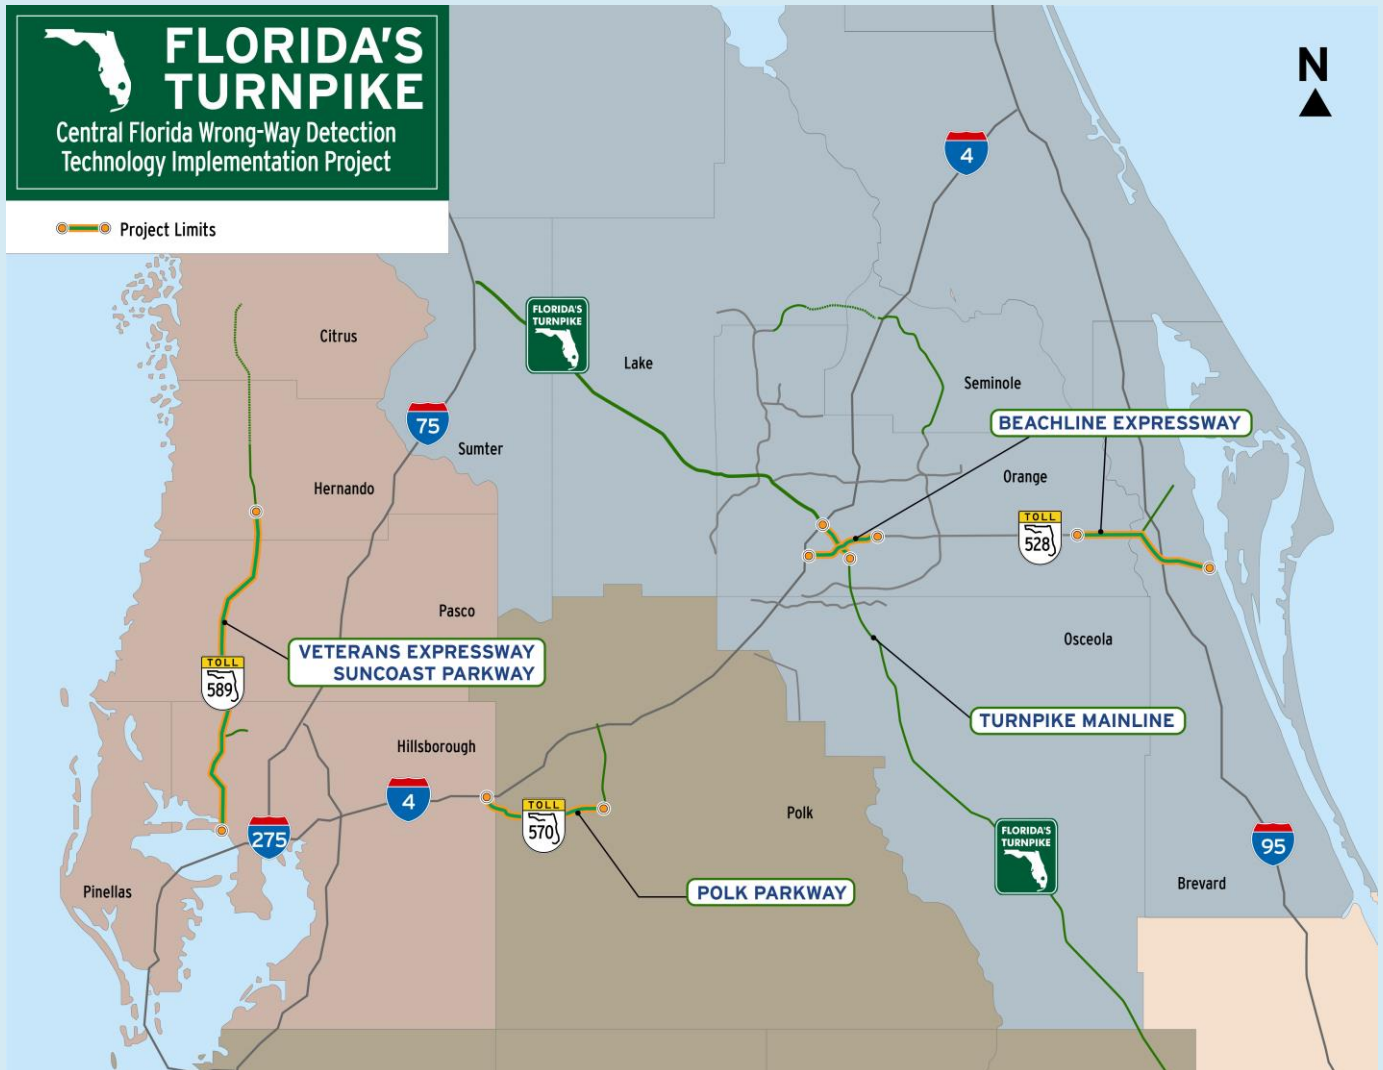 FLORIDA'S
TURNPIKE
Central Florida Wrong-Way Detection
Technology Implementation Project
Project Limits
N
4
FLORIDA'S
TURNPIKE
Citrus
Lake
Seminole
75
Sumter
BEACHLINE EXPRESSWAY
Hernando
Orange
TOLL
528
Pasco
Osceola
VETERANS EXPRESSWAY
SUNCOAST PARKWAY
TOLL
589
TURNPIKE MAINLINE
Hillsborough
4
TOLL
570
Polk
275
FLORIDA'S
TURNPIKE
95
Pinellas
POLK PARKWAY
Brevard